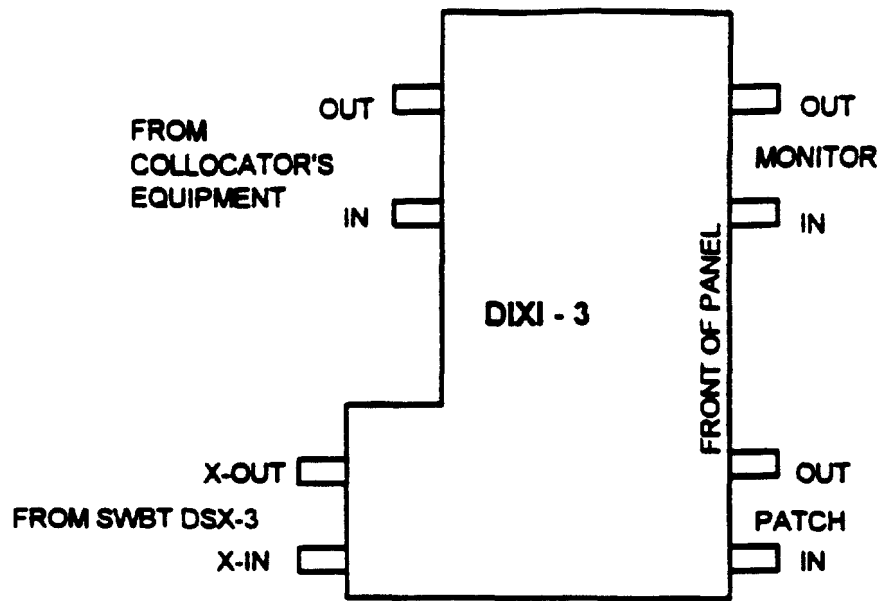 OUT
FROM
COLLOCATOR'S
EQUIPMENT
IN
OUT
MONITOR
IN
DIXI - 3
FRONT OF PANEL
X-OUT
FROM SWBT DSX-3
X-IN
OUT
PATCH
IN